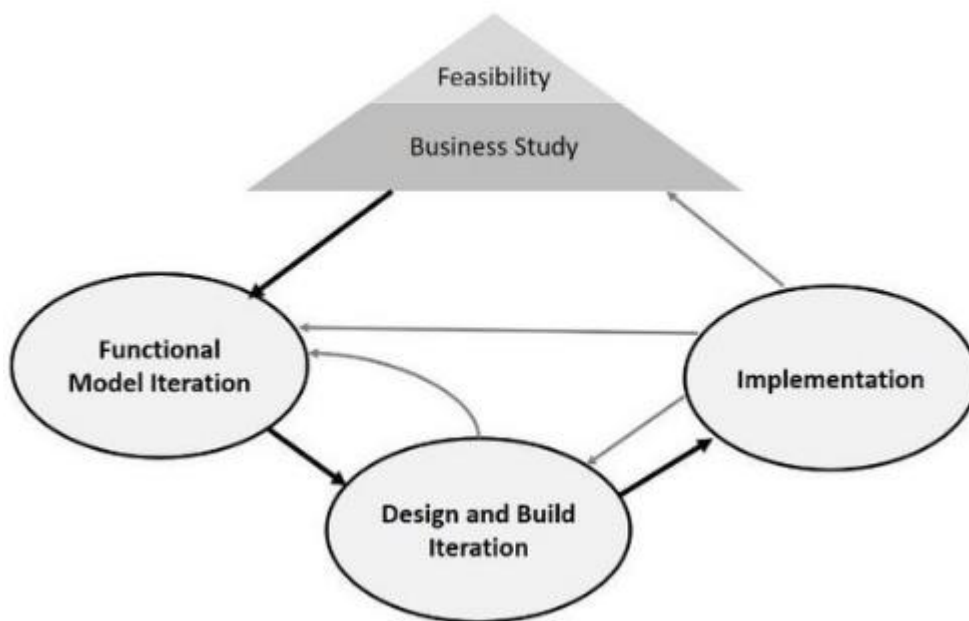 Feasibility
Business Study
Functional
Model Iteration
Implementation
Design and Build
Iteration